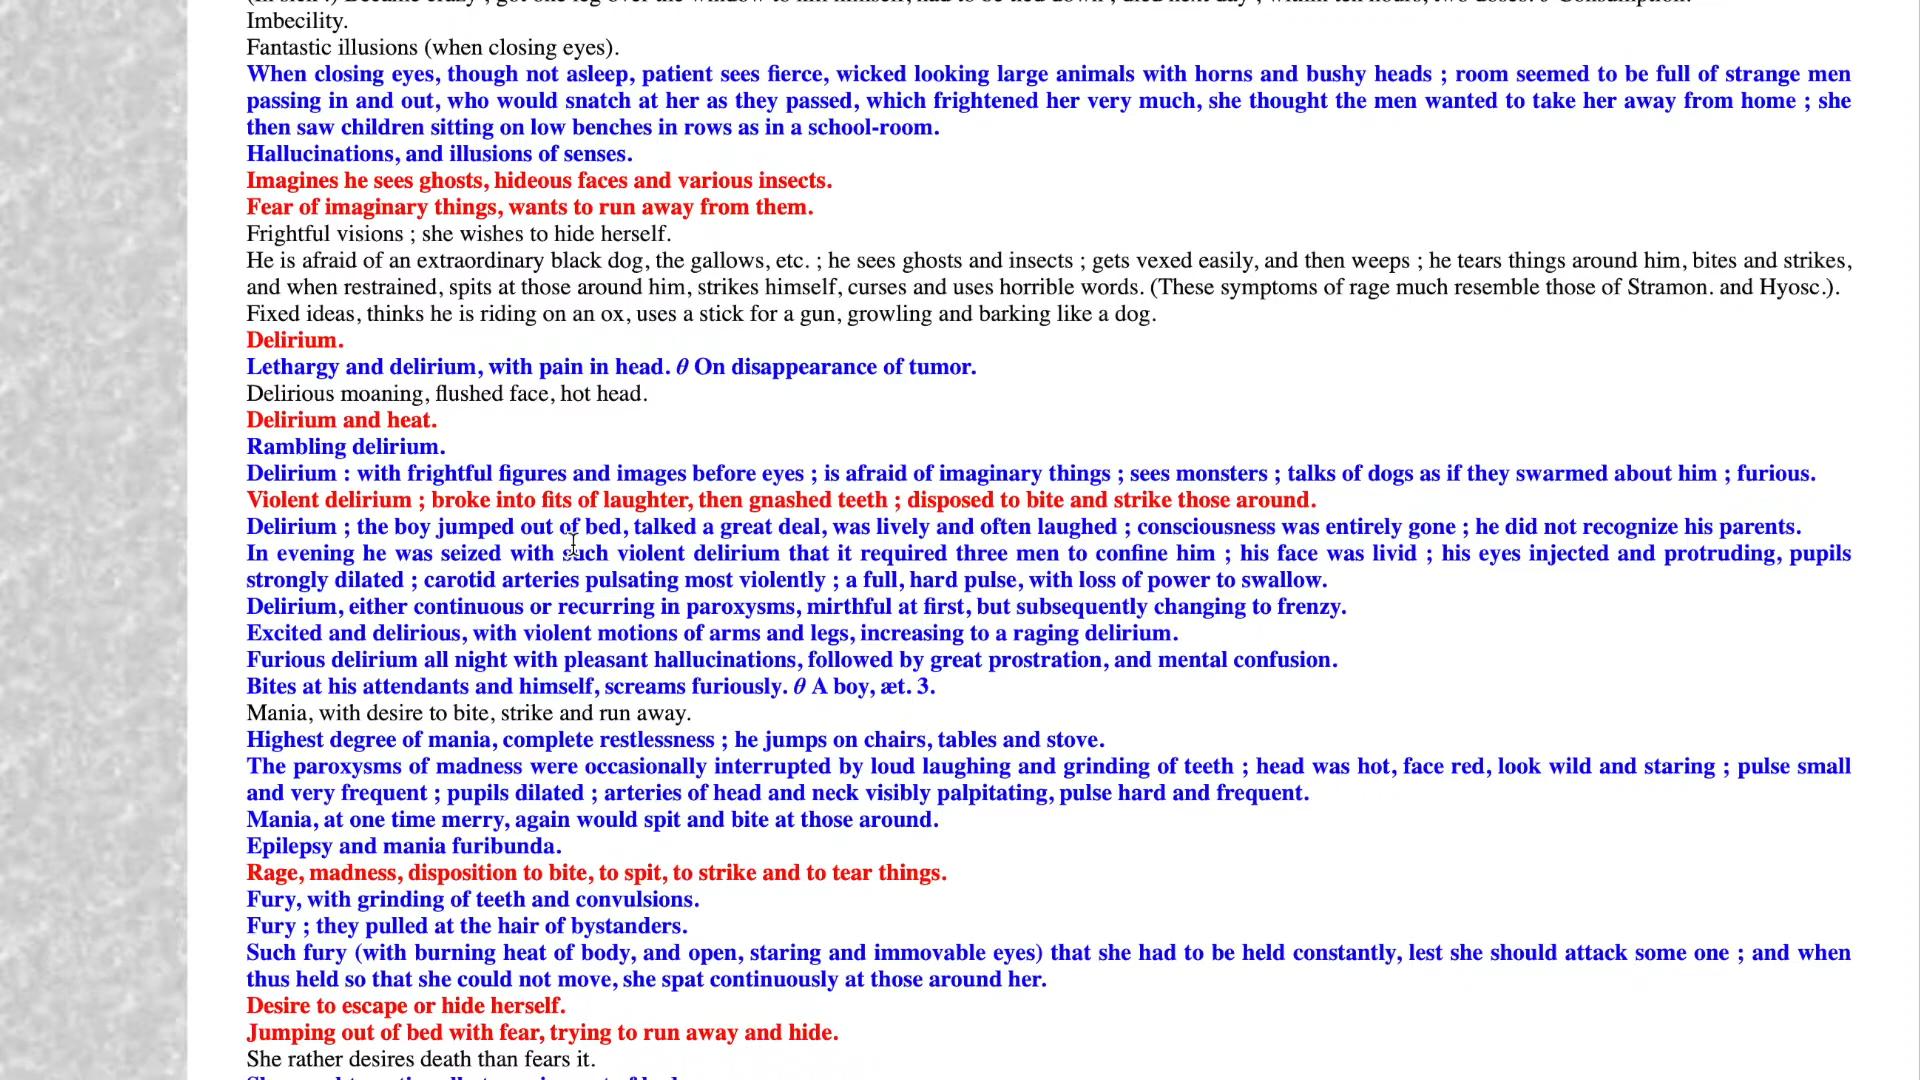 Imbecility.
Fantastic illusions (when closing eyes).
When closing eyes, though not asleep, patient sees fierce, wicked looking large animals with horns and bushy heads ; room seemed to be full of strange men
passing in and out, who would snatch at her as they passed, which frightened her very much, she thought the men wanted to take her away from home ; she
then saw children sitting on low benches in rows as in a school-room.
Hallucinations, and illusions of senses.
Imagines he sees ghosts, hideous faces and various insects.
Fear of imaginary things, wants to run away from them.
Frightful visions ; she wishes to hide herself.
He is afraid of an extraordinary black dog, the gallows, etc. ; he sees ghosts and insects ; gets vexed easily, and then weeps ; he tears things around him, bites and strikes,
and when restrained, spits at those around him, strikes himself, curses and uses horrible words. (These symptoms of rage much resemble those of Stramon. and Hyosc.).
Fixed ideas, thinks he is riding on an ox, uses a stick for a gun, growling and barking like a dog.
Delirium.
Lethargy and delirium, with pain in head. θ On disappearance of tumor.
Delirious moaning, flushed face, hot head.
Delirium and heat.
Rambling delirium.
Delirium : with frightful figures and images before eyes ; is afraid of imaginary things ; sees monsters ; talks of dogs as if they swarmed about him ; furious.
Violent delirium ; broke into fits of laughter, then gnashed teeth ; disposed to bite and strike those around.
Delirium ; the boy jumped out of bed, talked a great deal, was lively and often laughed ; consciousness was entirely gone ; he did not recognize his parents.
In evening he was seized with such violent delirium that it required three men to confine him ; his face was livid ; his eyes injected and protruding, pupils
strongly dilated ; carotid arteries pulsating most violently ; a full, hard pulse, with loss of power to swallow.
Delirium, either continuous or recurring in paroxysms, mirthful at first, but subsequently changing to frenzy.
Excited and delirious, with violent motions of arms and legs, increasing to a raging delirium.
Furious delirium all night with pleasant hallucinations, followed by great prostration, and mental confusion.
Bites at his attendants and himself, screams furiously. θ A boy, æt. 3.
Mania, with desire to bite, strike and run away.
Highest degree of mania, complete restlessness ; he jumps on chairs, tables and stove.
The paroxysms of madness were occasionally interrupted by loud laughing and grinding of teeth ; head was hot, face red, look wild and staring ; pulse small
and very frequent ; pupils dilated ; arteries of head and neck visibly palpitating, pulse hard and frequent.
Mania, at one time merry, again would spit and bite at those around.
Epilepsy and mania furibunda.
Rage, madness, disposition to bite, to spit, to strike and to tear things.
Fury, with grinding of teeth and convulsions.
Fury ; they pulled at the hair of bystanders.
Such fury (with burning heat of body, and open, staring and immovable eyes) that she had to be held constantly, lest she should attack some one ; and when
thus held so that she could not move, she spat continuously at those around her.
Desire to escape or hide herself.
Jumping out of bed with fear, trying to run away and hide.
She rather desires death than fears it.